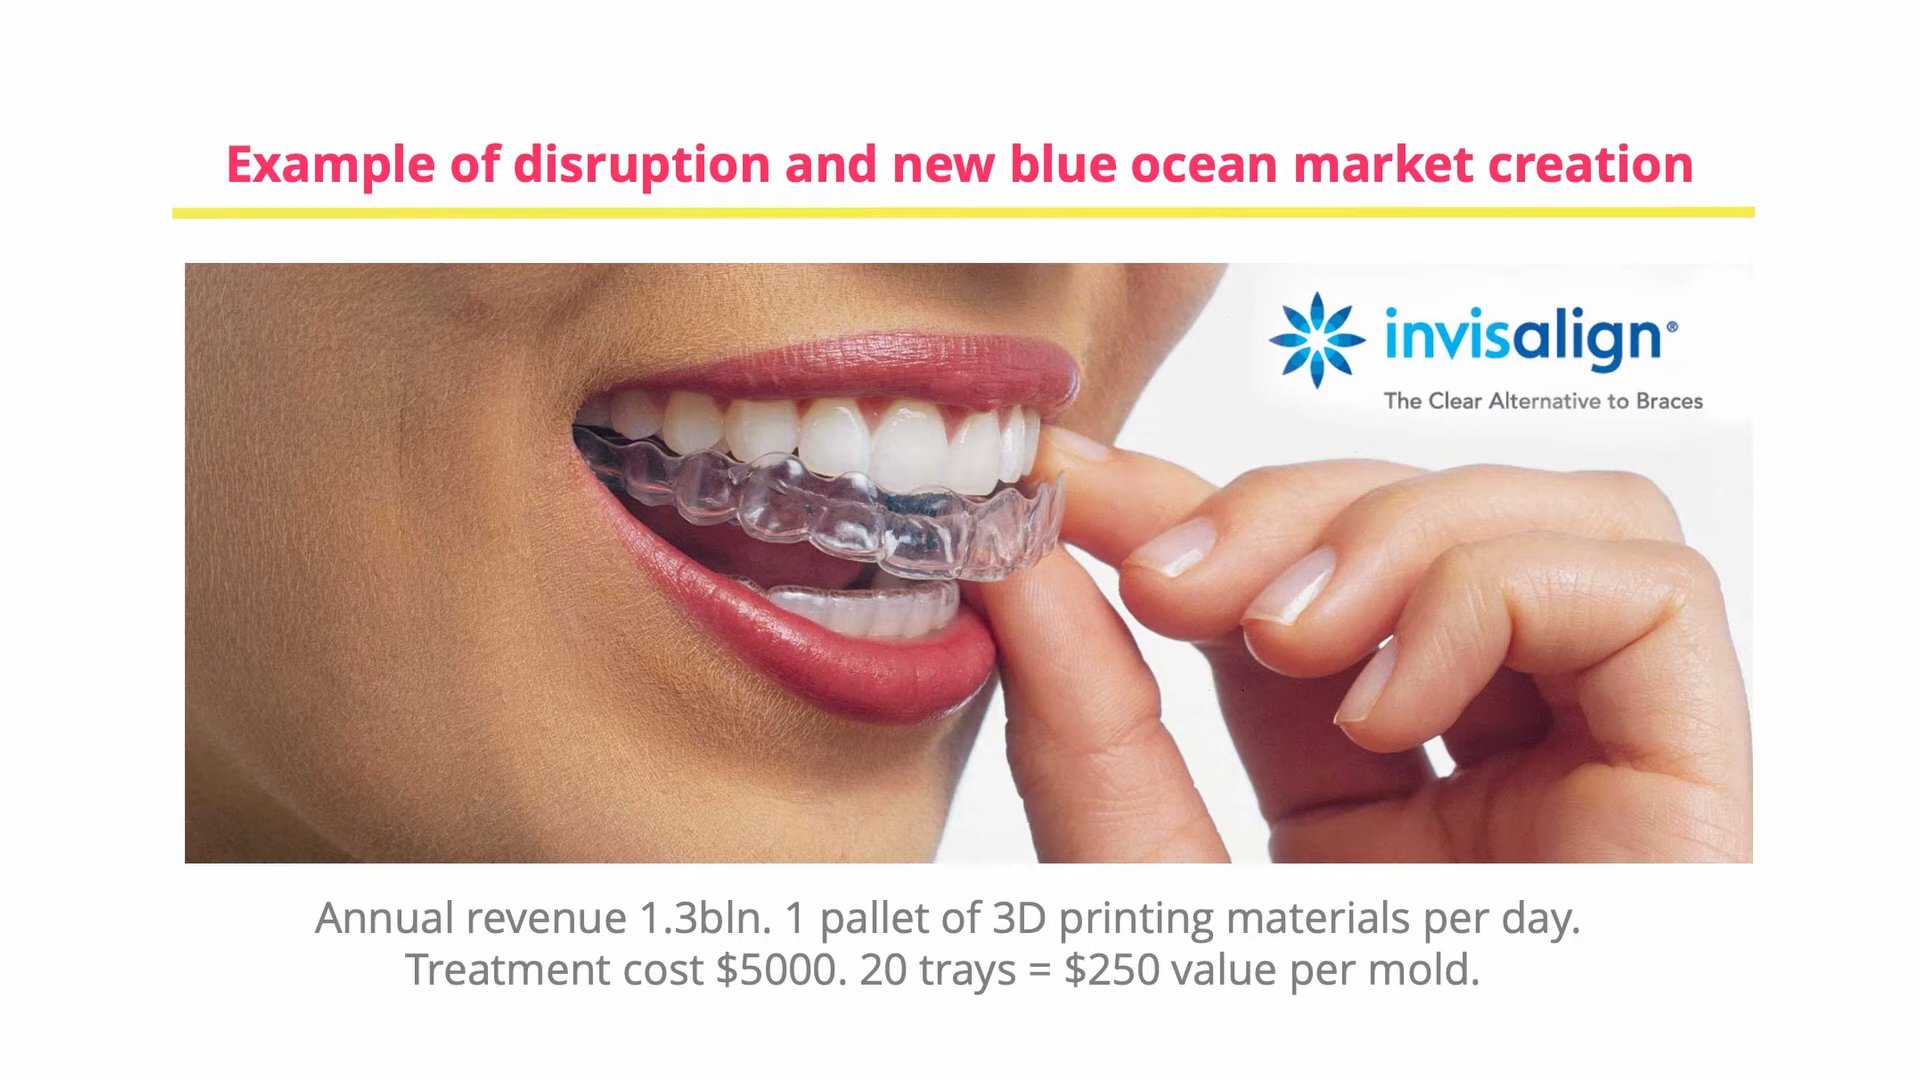 Example of disruption and new blue ocean market creation
invisalign®
The Clear Alternative to Braces
Annual revenue 1.3bln. 1 pallet of 3D printing materials per day.
Treatment cost $5000. 20 trays = $250 value per mold.